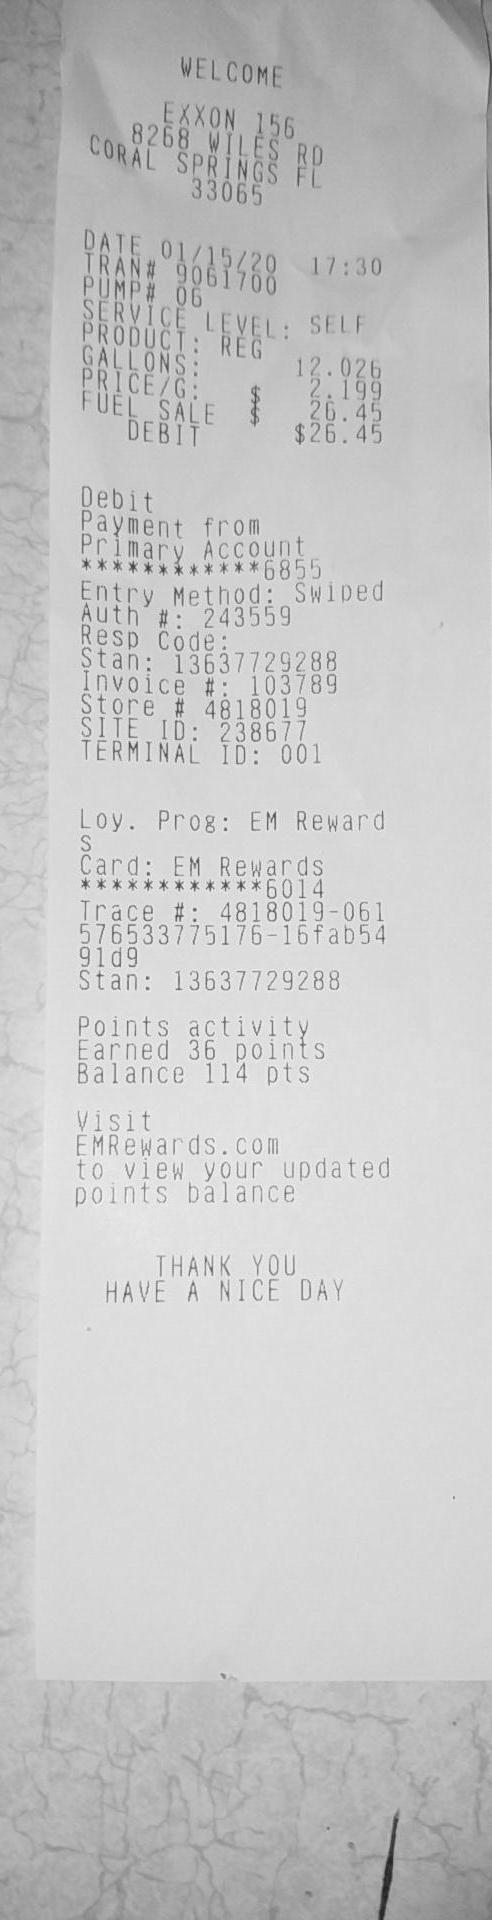 WELCOME
EXXON 156
8268 WILES RD
CORAL SPRINGS FL
33065
DATE 01/15/20 17:30
TRAN# 9061700
PUMP# 06
SERVICE LEVEL: SELF
PRODUCT: REG
GALLONS: 12.026
PRICE/G: $ 2.199
FUEL SALE $ 26.45
DEBIT $26.45
Debit
Payment from
Primary Account
************6855
Entry Method: Swiped
Auth #: 243559
Resp Code:
Stan: 13637729288
Invoice #: 103789
Store # 4818019
SITE ID: 238677
TERMINAL ID: 001
Loy. Prog: EM Reward
s
Card: EM Rewards
************6014
Trace #: 4818019-061
576533775176-16fab54
91d9
Stan: 13637729288
Points activity
Earned 36 points
Balance 114 pts
Visit
EMRewards.com
to view your updated
points balance
THANK YOU
HAVE A NICE DAY